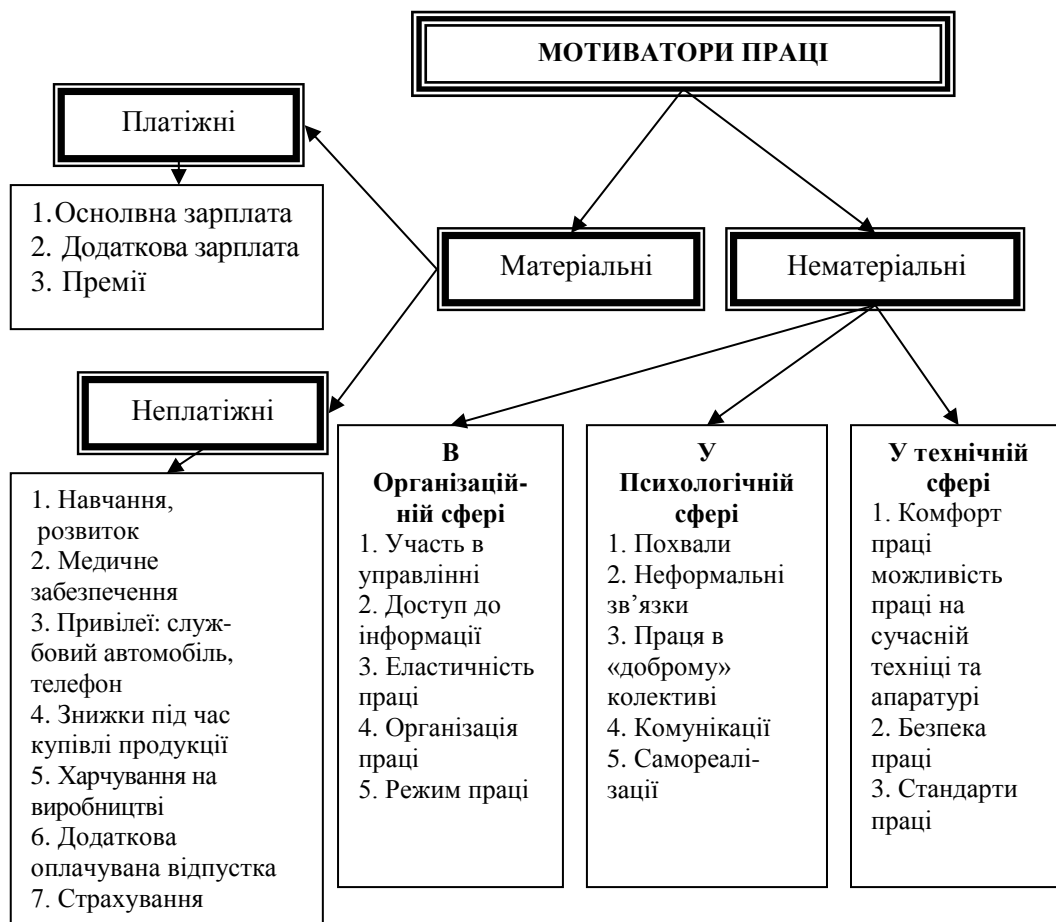 МОТИВАТОРИ ПРАЦІ
Платіжні
1. Оснолвна зарплата
2. Додаткова зарплата
3. Премії
Матеріальні
Нематеріальні
Неплатіжні
1. Навчання,
розвиток
2. Медичне
забезпечення
3. Привілеї: служ-
бовий автомобіль,
телефон
4. Знижки під час
купівлі продукції
5. Харчування на
виробництві
6. Додаткова
оплачувана відпустка
7. Страхування
В
Організацій-
ній сфері
1. Участь в
управлінні
2. Доступ до
інформації
3. Еластичність
праці
4. Організація
праці
5. Режим праці
У
Психологічній
сфері
1. Похвали
2. Неформальні
зв’язки
3. Праця в
«доброму»
колективі
4. Комунікації
5. Самореалі-
зації
У технічній
сфері
1. Комфорт
праці
можливість
праці на
сучасній
техніці та
апаратурі
2. Безпека
праці
3. Стандарти
праці